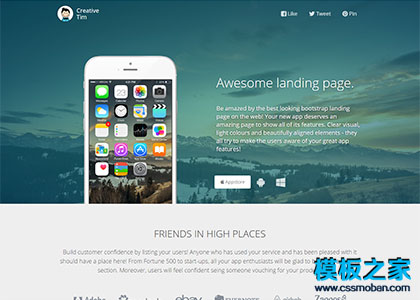 Creative
Tim
Like
Tweet
Pin
Awesome landing page.
Be amazed by the best looking bootstrap landing
page on the web! Your new app deserves an
amazing page to show all of its features. Clear visual,
light colours and beautifully aligned elements - they
all try to make the users aware of your great app
features!
Appstore
FRIENDS IN HIGH PLACES
Build customer confidence by listing your users! Anyone who has used your service and has been pleased with it
should have a place here! From Fortune 500 to start-ups, all your app enthusiasts will be glad to be
section. Moreover, users will feel confident seing someone vouching for your
模板之家
www.cssmoban.com